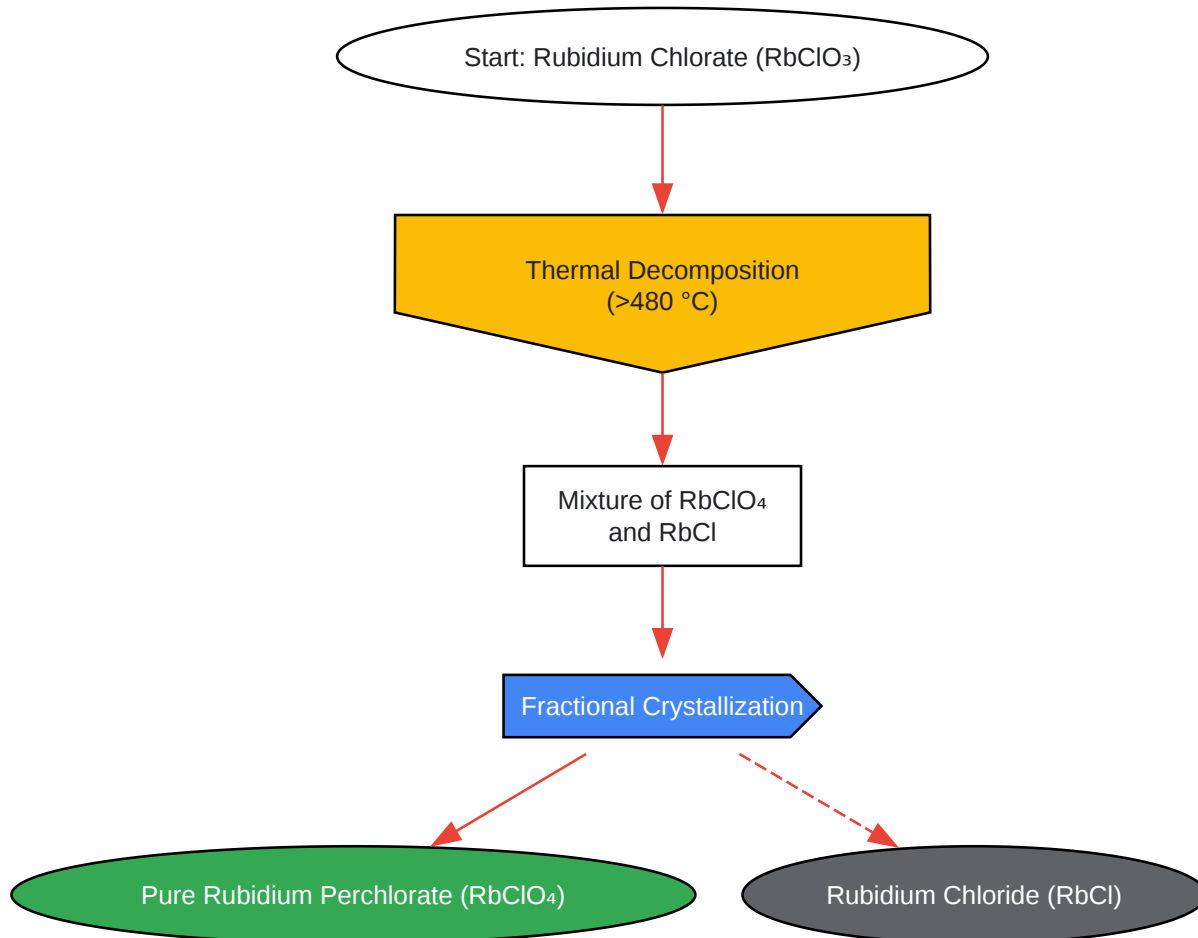 Start: Rubidium Chlorate (RbClO₃)
Thermal Decomposition
(>480 °C)
Mixture of RbClO₄
and RbCl
Fractional Crystallization
Pure Rubidium Perchlorate (RbClO₄)
Rubidium Chloride (RbCl)